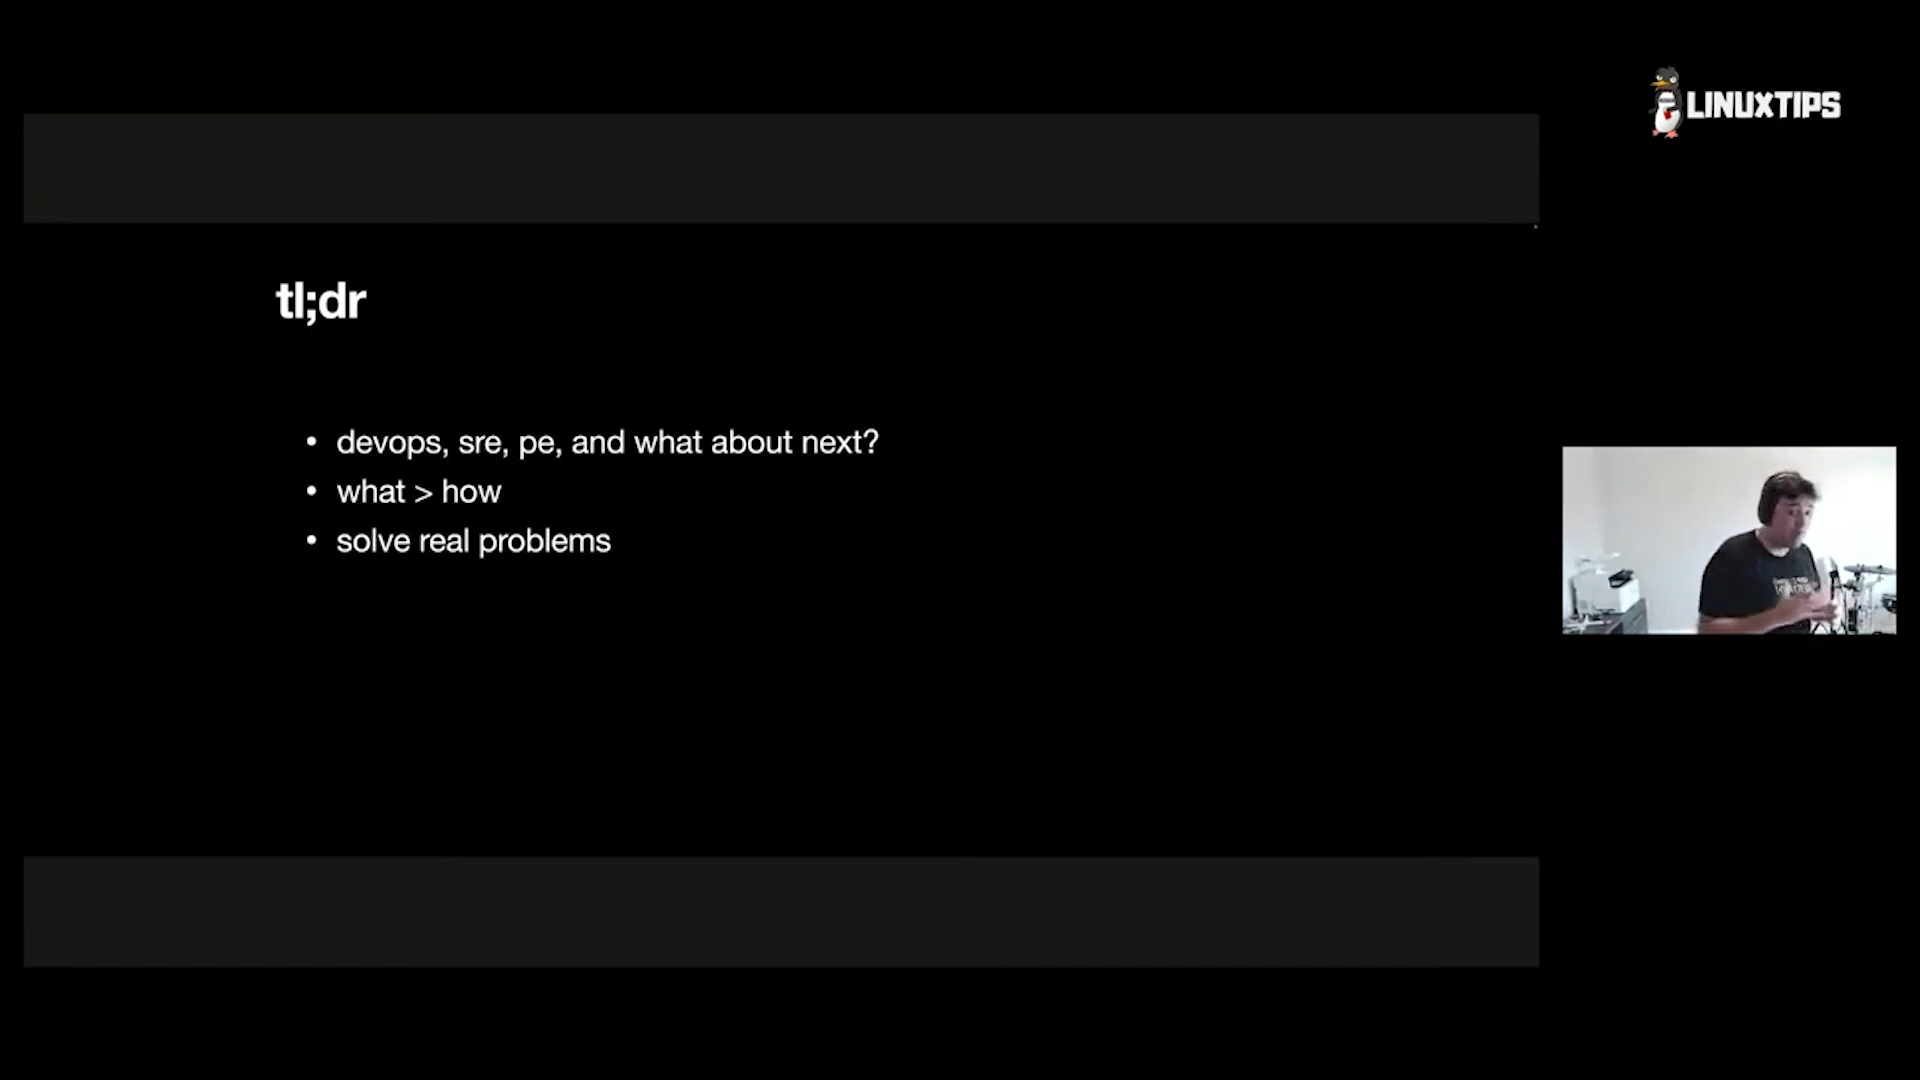 LINUXTIPS
tl;dr
• devops, sre, pe, and what about next?
• what > how
• solve real problems